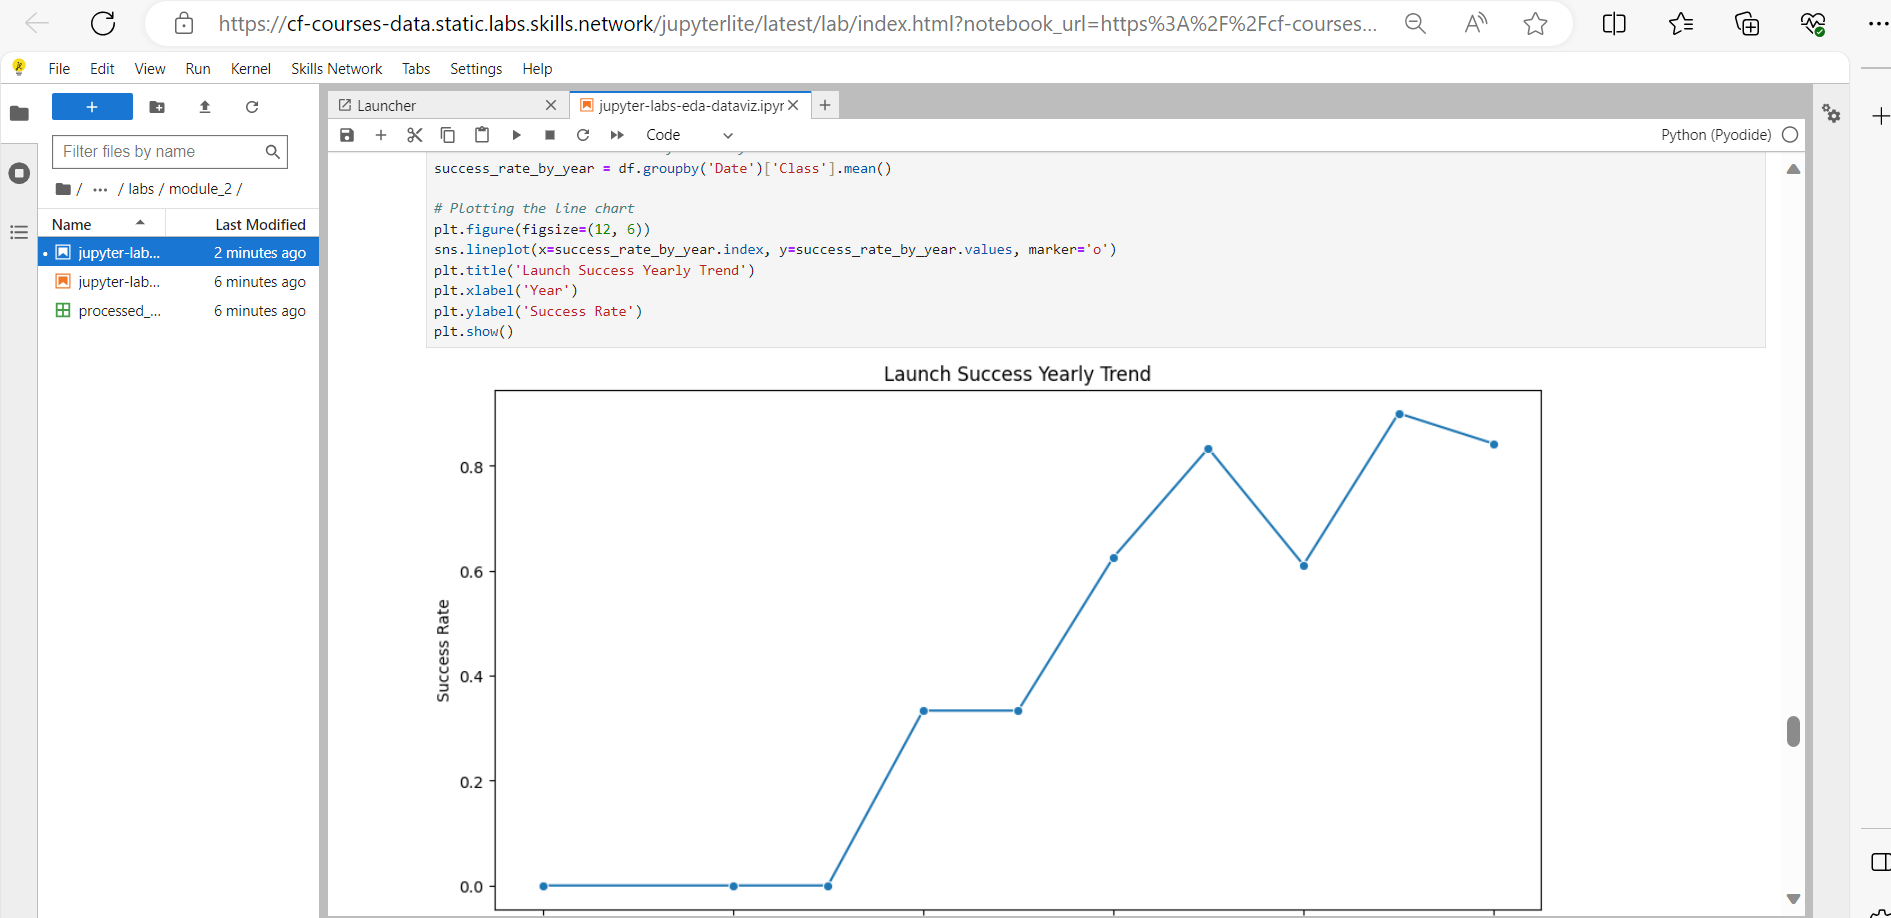 https://cf-courses-data.static.labs.skills.network/jupyterlite/latest/lab/index.html?notebook_url=https%3A%2F%2Fcf-courses...
File Edit View Run Kernel Skills Network Tabs Settings Help
Launcher
jupyter-labs-eda-dataviz.ipyr
Code
Python (Pyodide)
Filter files by name
/ ... / labs / module_2 /
Name Last Modified
jupyter-lab... 2 minutes ago
jupyter-lab... 6 minutes ago
processed_... 6 minutes ago
success_rate_by_year = df.groupby('Date')['Class'].mean()
# Plotting the line chart
plt.figure(figsize=(12, 6))
sns.lineplot(x=success_rate_by_year.index, y=success_rate_by_year.values, marker='o')
plt.title('Launch Success Yearly Trend')
plt.xlabel('Year')
plt.ylabel('Success Rate')
plt.show()
Launch Success Yearly Trend
Success Rate
0.8
0.6
0.4
0.2
0.0